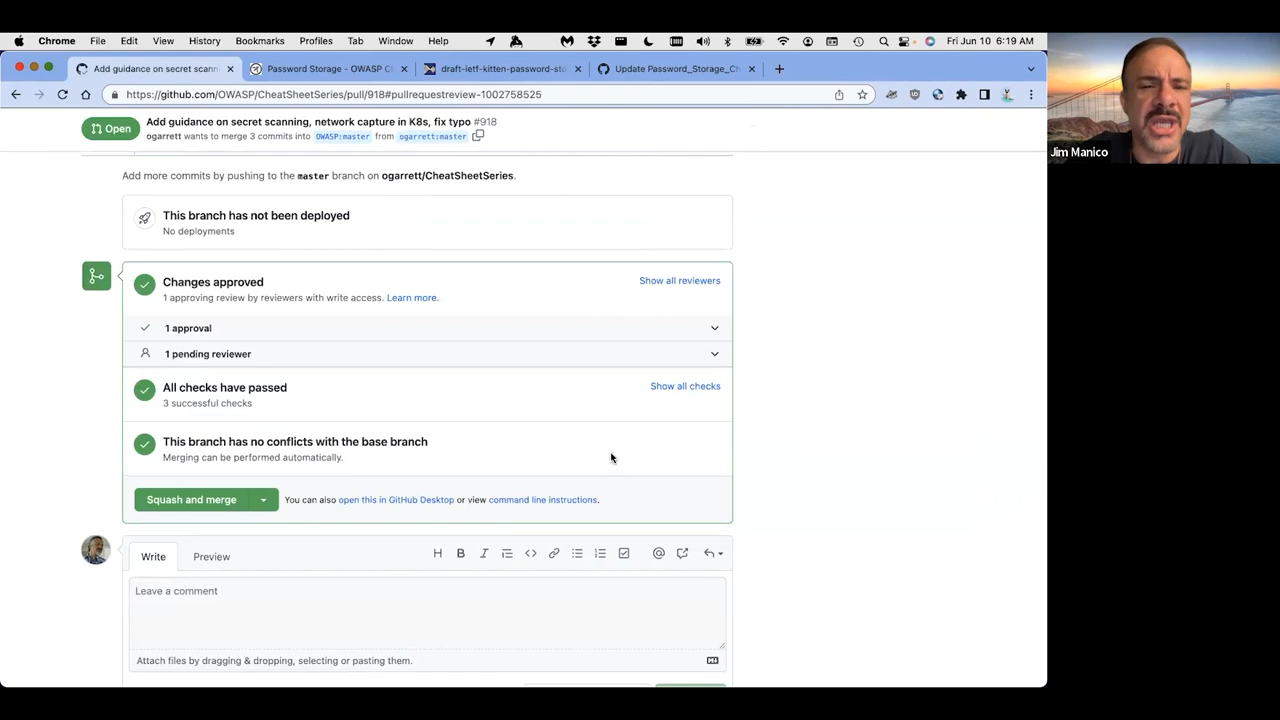 Chrome File Edit View History Bookmarks Profiles Tab Window Help Fri Jun 10 6:19 AM
Add guidance on secret scanni
Password Storage - OWASP C
draft-ietf-kitten-password-sto
Update Password_Storage_Ch
https://github.com/OWASP/CheatSheetSeries/pull/918#pullrequestreview-1002758525
Jim Manico
Open
Add guidance on secret scanning, network capture in K8s, fix typo #918
ogarrett wants to merge 3 commits into OWASP:master from ogarrett:master
Add more commits by pushing to the master branch on ogarrett/CheatSheetSeries.
This branch has not been deployed
No deployments
Changes approved
Show all reviewers
1 approving review by reviewers with write access. Learn more.
1 approval
1 pending reviewer
All checks have passed
Show all checks
3 successful checks
This branch has no conflicts with the base branch
Merging can be performed automatically.
Squash and merge
You can also open this in GitHub Desktop or view command line instructions.
Write Preview
Leave a comment
Attach files by dragging & dropping, selecting or pasting them.